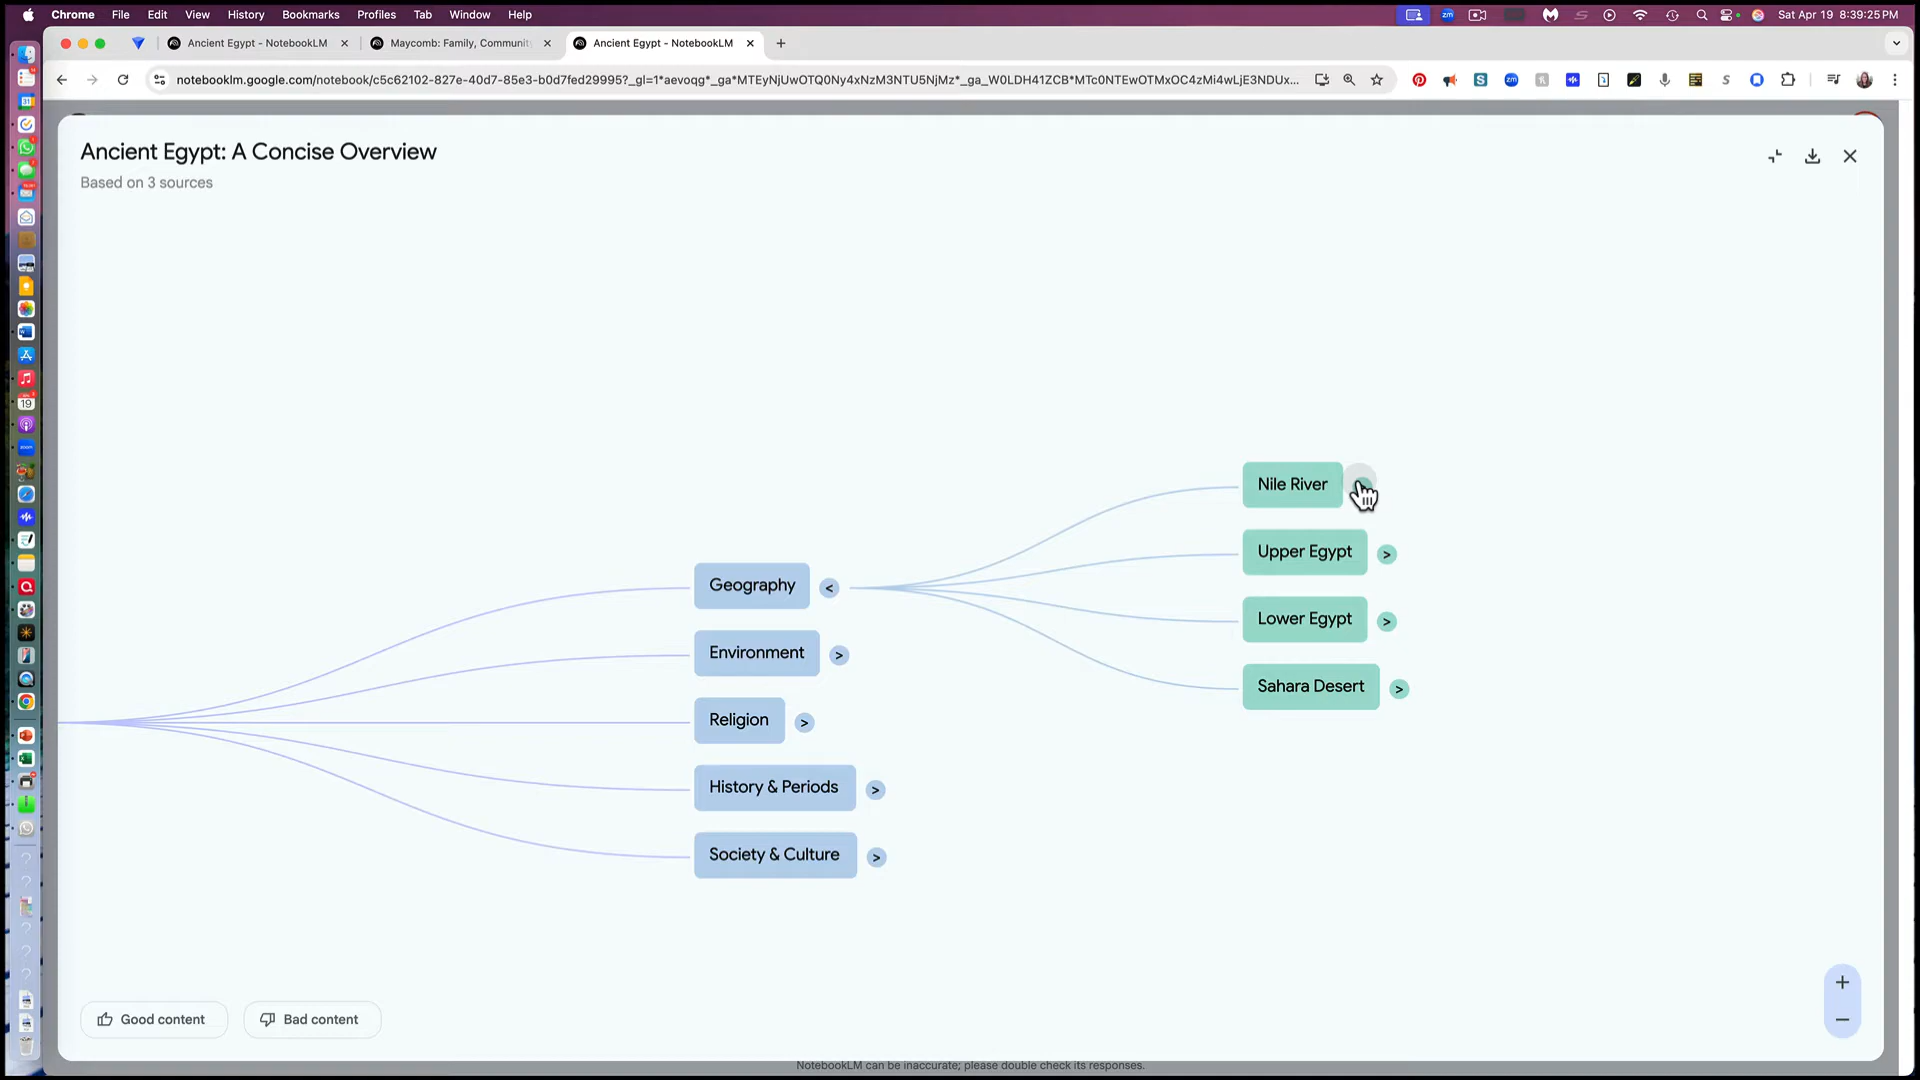 Chrome File Edit View History Bookmarks Profiles Tab Window Help
zm
Sat Apr 19 8:39:25 PM
Ancient Egypt - NotebookLM
Maycomb: Family, Communit
Ancient Egypt - NotebookLM
notebooklm.google.com/notebook/c5c62102-827e-40d7-85e3-b0d7fed29995?_gl=1*aevoqg*_ga*MTEyNjUwOTQ0Ny4xNzM3NTU5NjMz*_ga_W0LDH41ZCB*MTc0NTEwOTMxOC4zMi4wLjE3NDUx...
Ancient Egypt: A Concise Overview
Based on 3 sources
Nile River
Upper Egypt >
Lower Egypt >
Sahara Desert >
Geography <
Environment >
Religion >
History & Periods >
Society & Culture >
Good content
Bad content
+
−
NotebookLM can be inaccurate; please double check its responses.
19